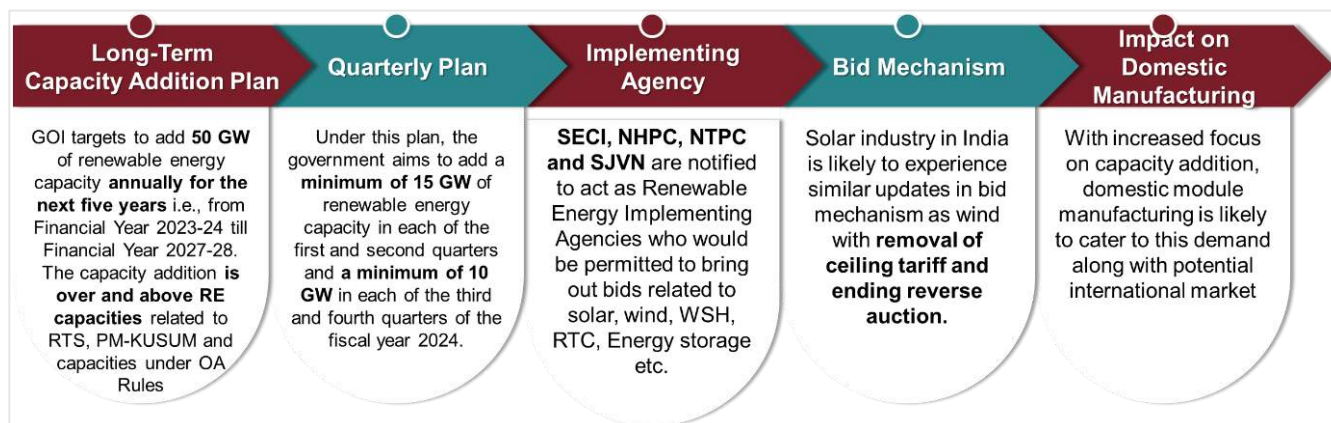 Long-Term
Capacity Addition Plan
GOI targets to add 50 GW
of renewable energy
capacity annually for the
next five years i.e., from
Financial Year 2023-24 till
Financial Year 2027-28.
The capacity addition is
over and above RE
capacities related to
RTS, PM-KUSUM and
capacities under OA
Rules
Quarterly Plan
Under this plan, the
government aims to add a
minimum of 15 GW of
renewable energy
capacity in each of the
first and second quarters
and a minimum of 10
GW in each of the third
and fourth quarters of the
fiscal year 2024.
Implementing
Agency
SECI, NHPC, NTPC
and SJVN are notified
to act as Renewable
Energy Implementing
Agencies who would
be permitted to bring
out bids related to
solar, wind, WSH,
RTC, Energy storage
etc.
Bid Mechanism
Solar industry in India
is likely to experience
similar updates in bid
mechanism as wind
with removal of
ceiling tariff and
ending reverse
auction.
Impact on
Domestic
Manufacturing
With increased focus
on capacity addition,
domestic module
manufacturing is likely
to cater to this demand
along with potential
international market